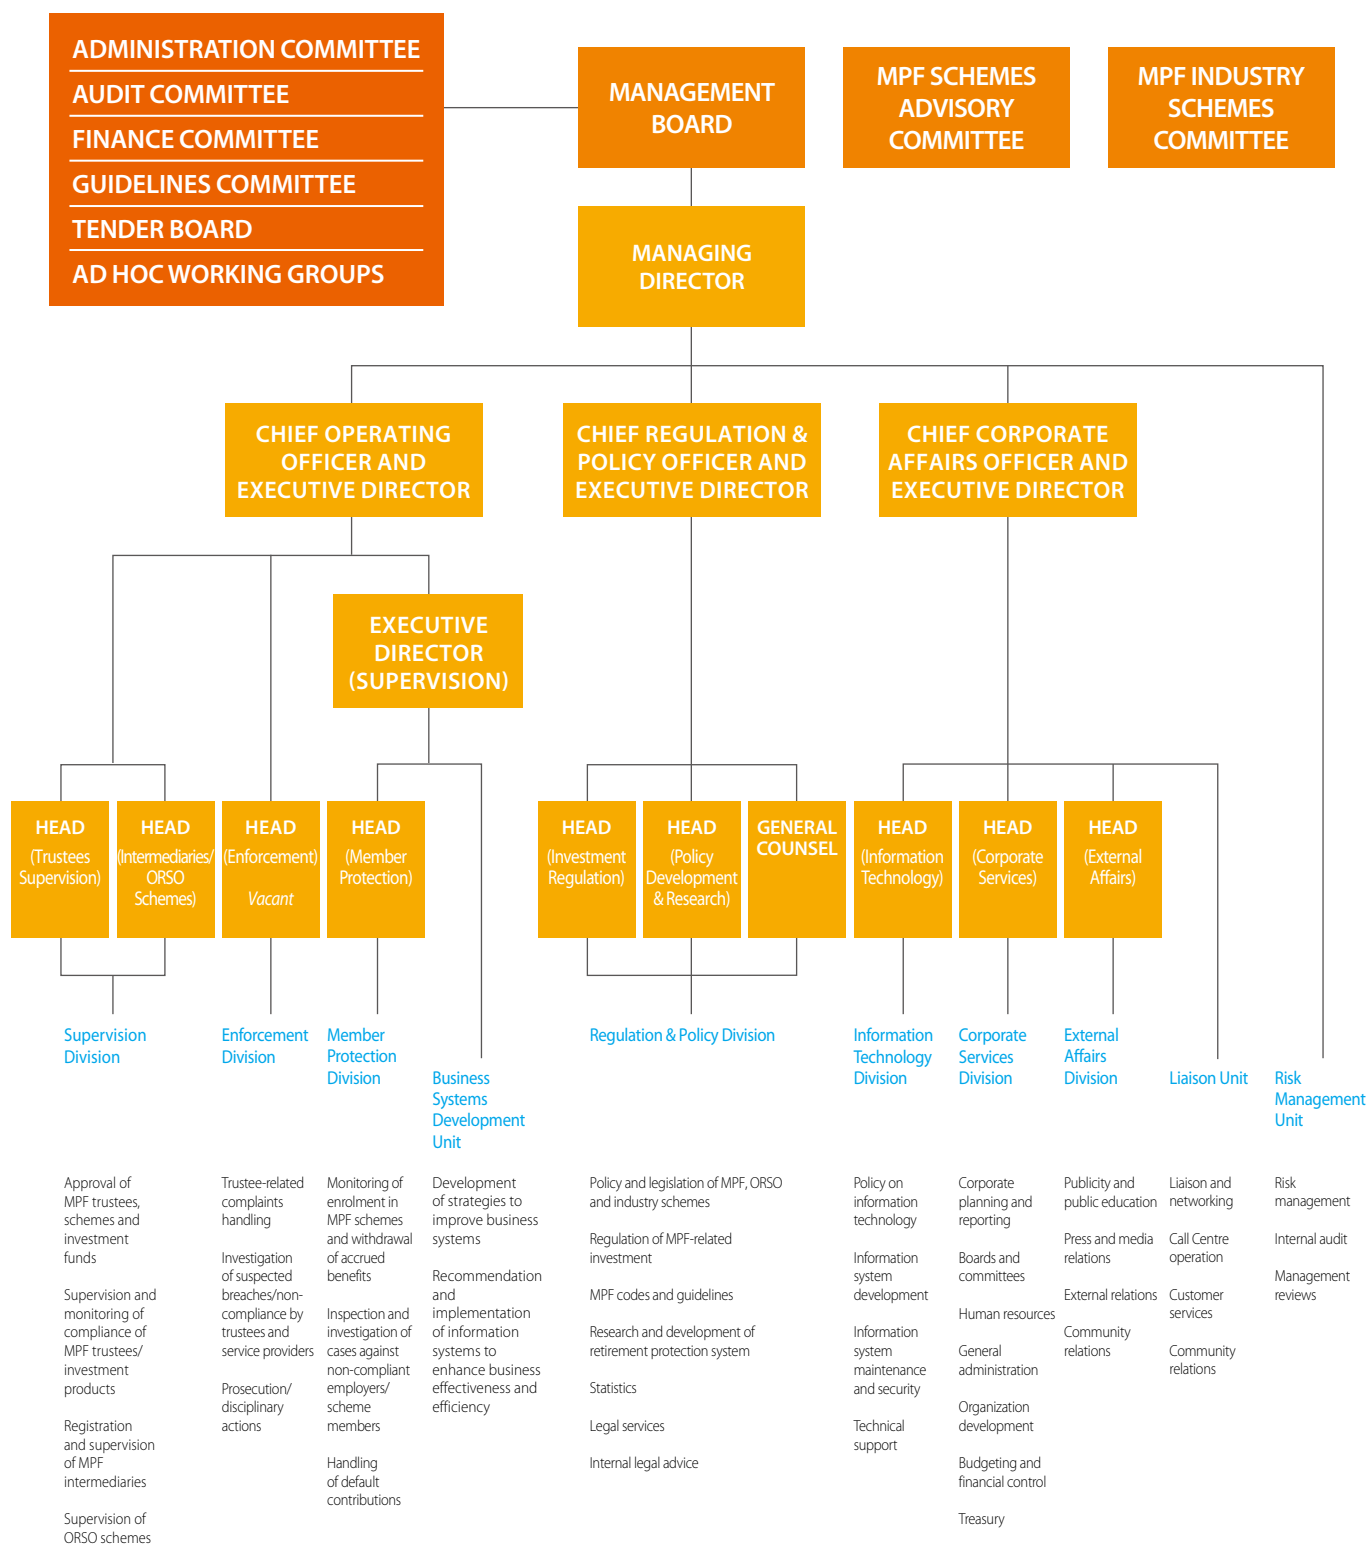 ADMINISTRATION COMMITTEE
AUDIT COMMITTEE
FINANCE COMMITTEE
GUIDELINES COMMITTEE
TENDER BOARD
AD HOC WORKING GROUPS
MANAGEMENT
BOARD
MPF SCHEMES
ADVISORY
COMMITTEE
MPF INDUSTRY
SCHEMES
COMMITTEE
MANAGING
DIRECTOR
CHIEF OPERATING
OFFICER AND
EXECUTIVE DIRECTOR
CHIEF REGULATION &
POLICY OFFICER AND
EXECUTIVE DIRECTOR
CHIEF CORPORATE
AFFAIRS OFFICER AND
EXECUTIVE DIRECTOR
EXECUTIVE
DIRECTOR
(SUPERVISION)
HEAD
(Trustees
Supervision)
HEAD
(Intermediaries/
ORSO
Schemes)
HEAD
(Enforcement)
Vacant
HEAD
(Member
Protection)
HEAD
(Investment
Regulation)
HEAD
(Policy
Development
& Research)
GENERAL
COUNSEL
HEAD
(Information
Technology)
HEAD
(Corporate
Services)
HEAD
(External
Affairs)
Supervision
Division
Enforcement
Division
Member
Protection
Division
Business
Systems
Development
Unit
Regulation & Policy Division
Information
Technology
Division
Corporate
Services
Division
External
Affairs
Division
Liaison Unit
Risk
Management
Unit
Approval of
MPF trustees,
schemes and
investment
funds
Supervision and
monitoring of
compliance of
MPF trustees/
investment
products
Registration
and supervision
of MPF
intermediaries
Supervision of
ORSO schemes
Trustee-related
complaints
handling
Investigation
of suspected
breaches/non-
compliance by
trustees and
service providers
Prosecution/
disciplinary
actions
Monitoring of
enrolment in
MPF schemes
and withdrawal
of accrued
benefits
Inspection and
investigation of
cases against
non-compliant
employers/
scheme
members
Handling
of default
contributions
Development
of strategies to
improve business
systems
Recommendation
and
implementation
of information
systems to
enhance business
effectiveness and
efficiency
Policy and legislation of MPF, ORSO
and industry schemes
Regulation of MPF-related
investment
MPF codes and guidelines
Research and development of
retirement protection system
Statistics
Legal services
Internal legal advice
Policy on
information
technology
Information
system
development
Information
system
maintenance
and security
Technical
support
Corporate
planning and
reporting
Boards and
committees
Human resources
General
administration
Organization
development
Budgeting and
financial control
Treasury
Publicity and
public education
Press and media
relations
External relations
Community
relations
Liaison and
networking
Call Centre
operation
Customer
services
Community
relations
Risk
management
Internal audit
Management
reviews